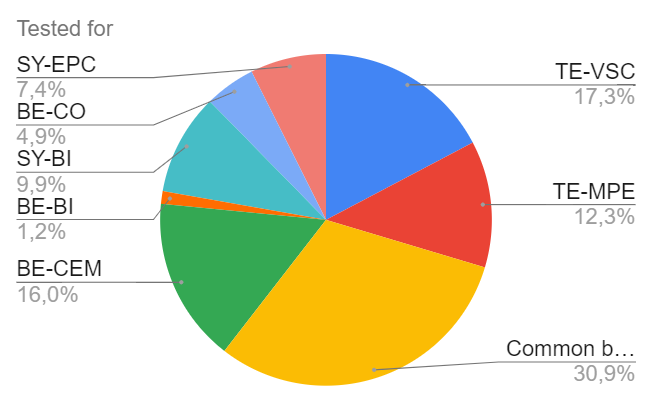 Tested for
SY-EPC
7,4%
BE-CO
4,9%
SY-BI
9,9%
BE-BI
1,2%
BE-CEM
16,0%
TE-VSC
17,3%
TE-MPE
12,3%
Common b…
30,9%